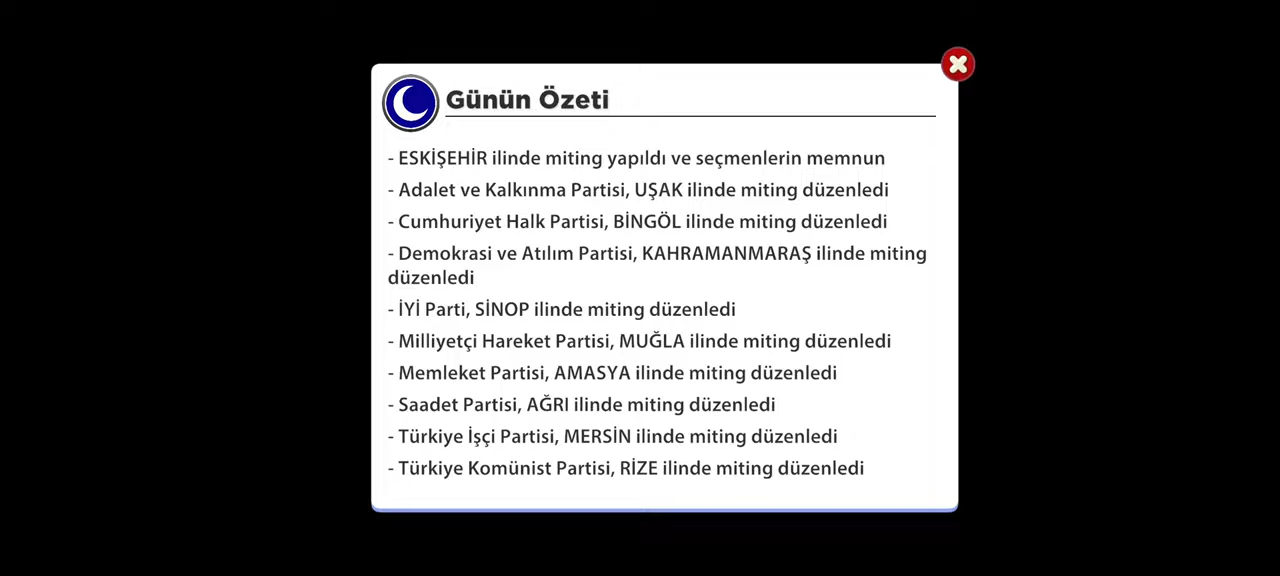 Günün Özeti
- ESKİŞEHİR ilinde miting yapıldı ve seçmenlerin memnun
- Adalet ve Kalkınma Partisi, UŞAK ilinde miting düzenledi
- Cumhuriyet Halk Partisi, BİNGÖL ilinde miting düzenledi
- Demokrasi ve Atılım Partisi, KAHRAMANMARAŞ ilinde miting
düzenledi
- İYİ Parti, SİNOP ilinde miting düzenledi
- Milliyetçi Hareket Partisi, MUĞLA ilinde miting düzenledi
- Memleket Partisi, AMASYA ilinde miting düzenledi
- Saadet Partisi, AĞRI ilinde miting düzenledi
- Türkiye İşçi Partisi, MERSİN ilinde miting düzenledi
- Türkiye Komünist Partisi, RİZE ilinde miting düzenledi